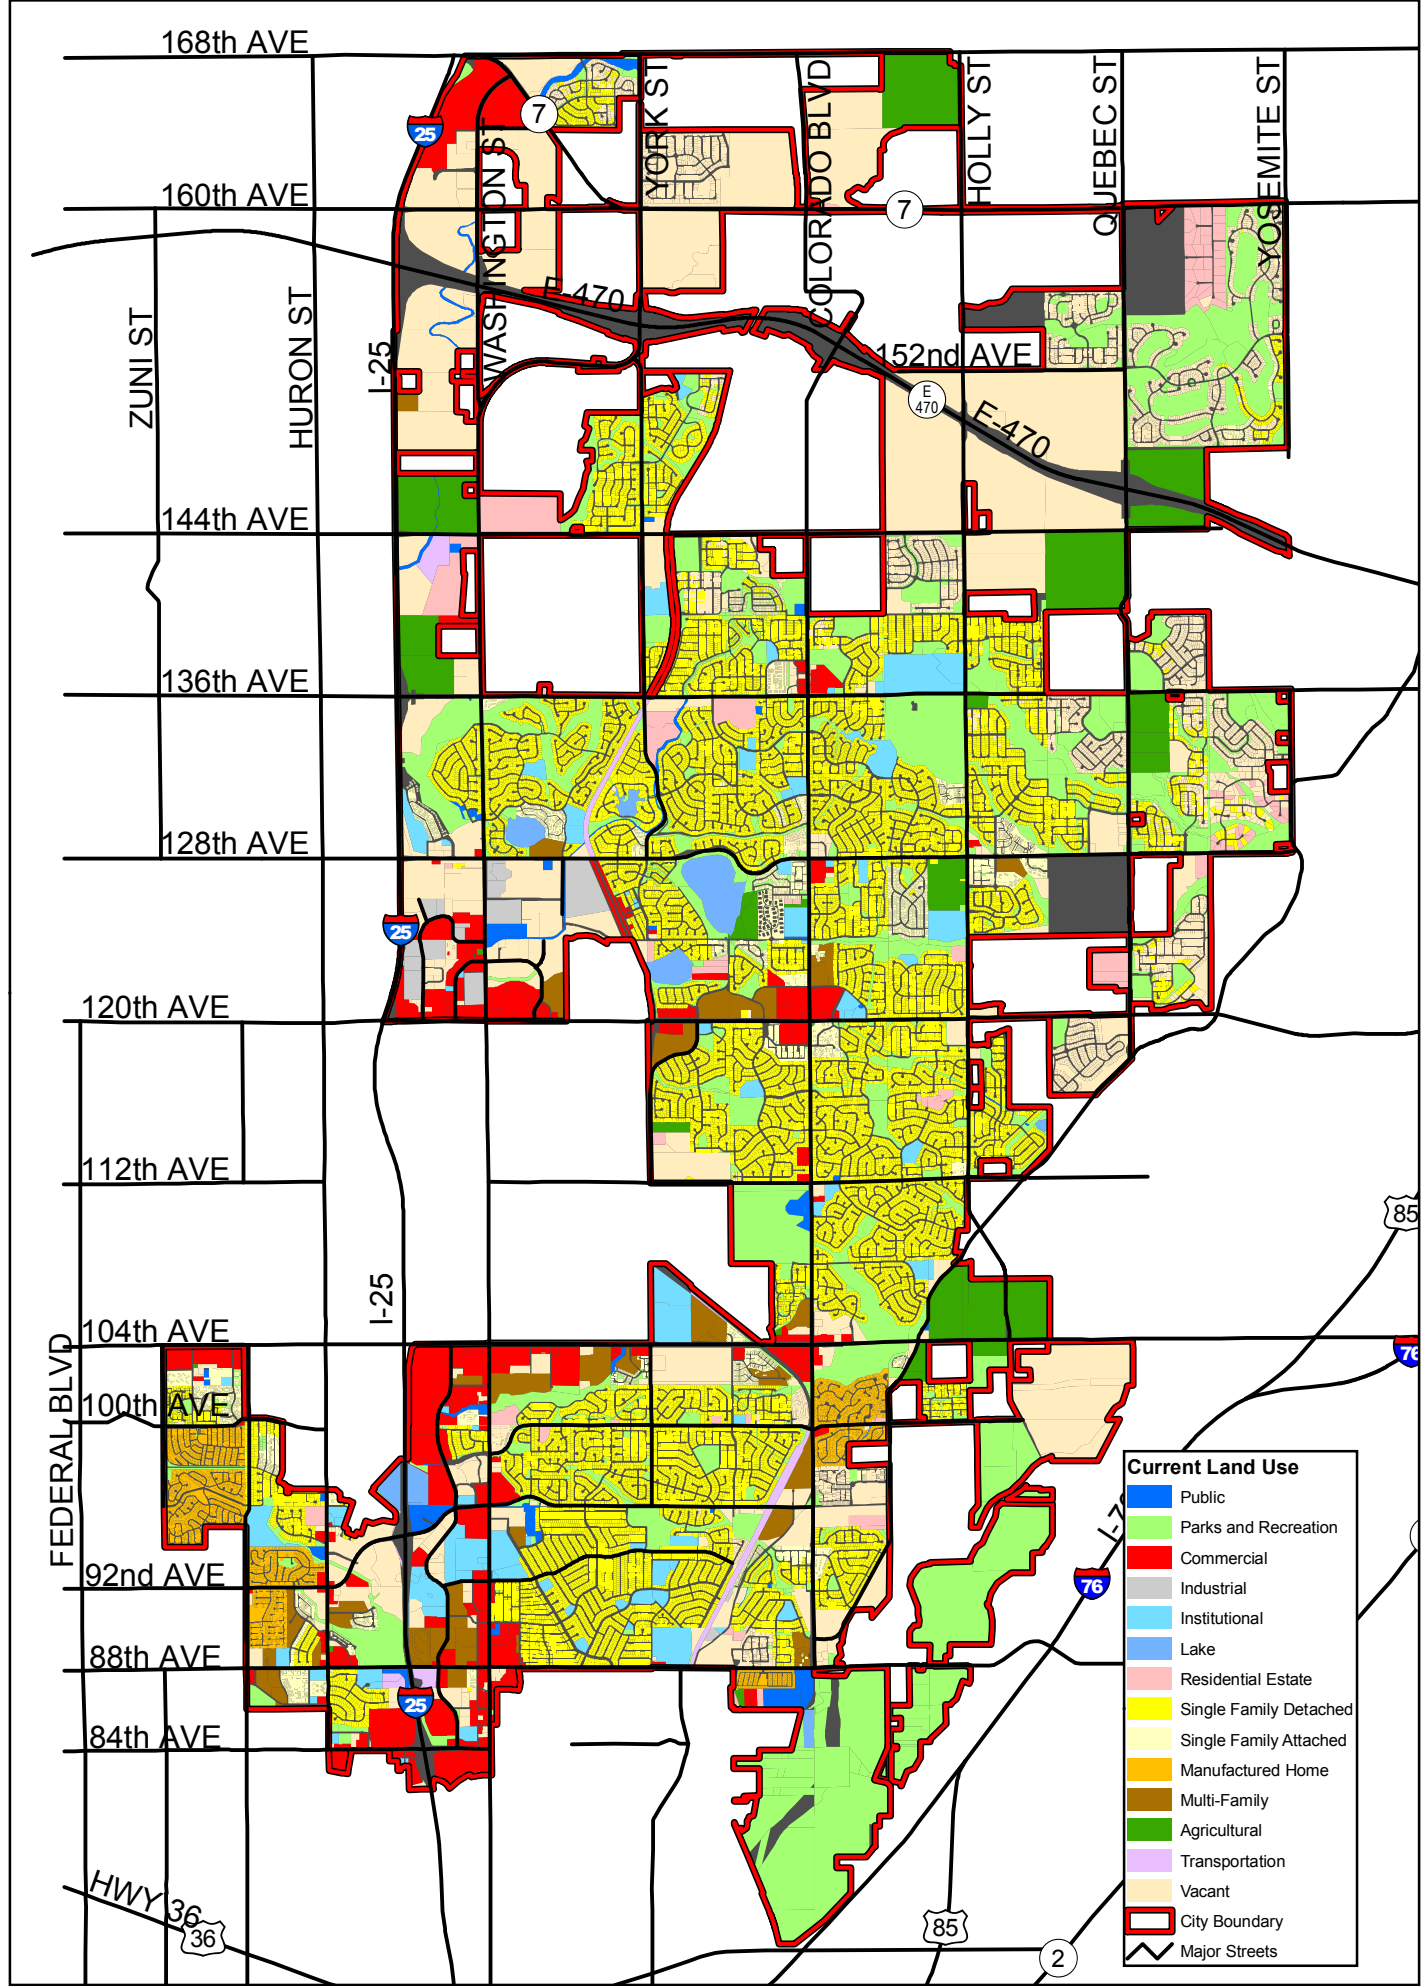 168th AVE
YORK ST
COLORADO BLVD
HOLLY ST
QUEBEC ST
YOSEMITE ST
7
25
WASHINGTON ST
160th AVE
7
E-470
ZUNI ST
HURON ST
I-25
152nd AVE
E
470
E-470
144th AVE
136th AVE
128th AVE
25
120th AVE
112th AVE
85
I-25
104th AVE
76
FEDERAL BLVD
100th AVE
92nd AVE
76
88th AVE
25
84th AVE
HWY 36
36
85
2
Current Land Use
Public
Parks and Recreation
Commercial
Industrial
Institutional
Lake
Residential Estate
Single Family Detached
Single Family Attached
Manufactured Home
Multi-Family
Agricultural
Transportation
Vacant
City Boundary
Major Streets